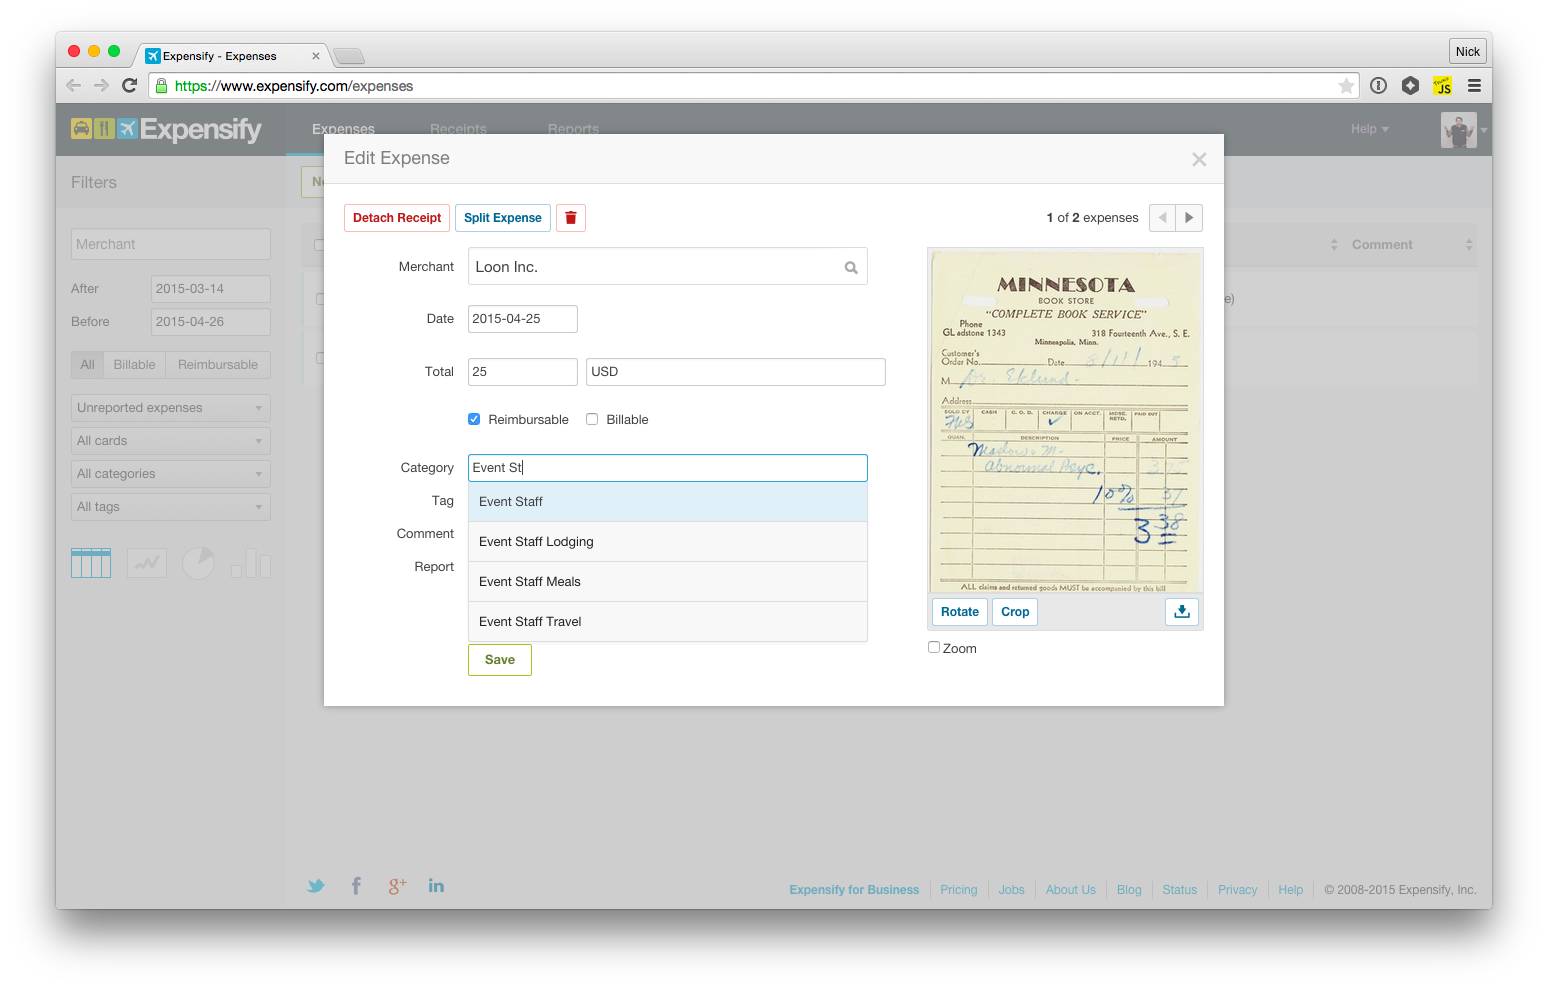 Expensify - Expenses
Nick
https://www.expensify.com/expenses
JS
Expensify
Expenses
Receipts
Reports
Help
Edit Expense
Filters
Detach Receipt
Split Expense
1 of 2 expenses
Merchant
After
2015-03-14
Before
2015-04-26
All
Billable
Reimbursable
Unreported expenses
All cards
All categories
All tags
Merchant
Loon Inc.
Date
2015-04-25
Total
25
USD
Reimbursable
Billable
Category
Event St
Tag
Event Staff
Comment
Event Staff Lodging
Report
Event Staff Meals
Event Staff Travel
Save
Comment
e)
MINNESOTA
BOOK STORE
"COMPLETE BOOK SERVICE"
Phone
GLadstone 1343
318 Fourteenth Ave., S. E.
Minneapolis, Minn.
Customer's
Order No.
Date 8/11/ 194
M Dr. Eklund
Address
SOLD BY CASH C. O. D. CHARGE ON ACCT. MDSE. RETD. PAID OUT
QUAN. DESCRIPTION PRICE AMOUNT
Maslow & M-
Abnormal Psyc. 3.75
10% 37
3 38
ALL claims and returned goods MUST be accompanied by this bill
Rotate
Crop
Zoom
g+
in
Expensify for Business
Pricing
Jobs
About Us
Blog
Status
Privacy
Help
© 2008-2015 Expensify, Inc.